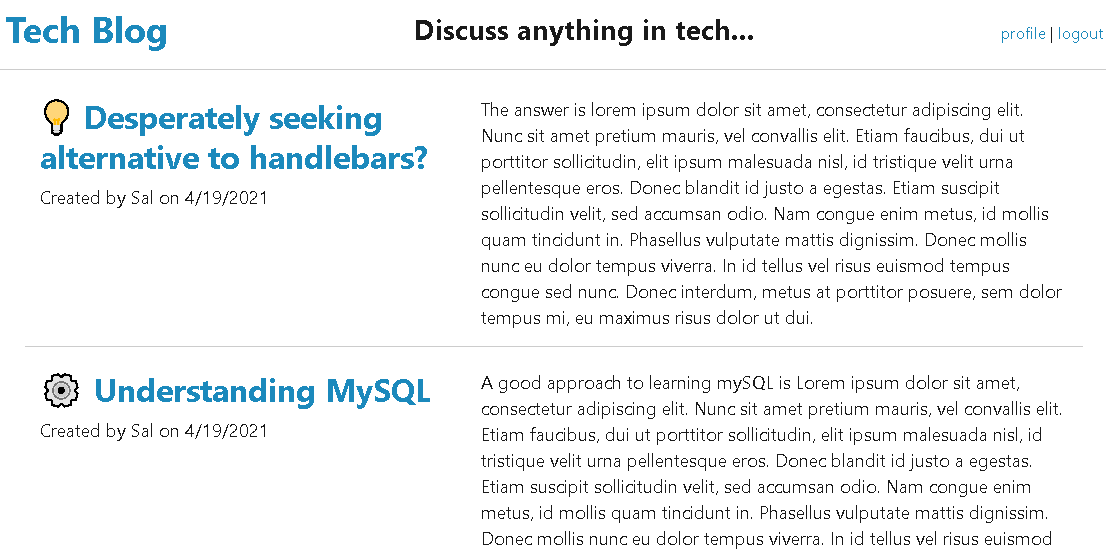 Tech Blog
Discuss anything in tech...
profile | logout
Desperately seeking
alternative to handlebars?
Created by Sal on 4/19/2021
The answer is lorem ipsum dolor sit amet, consectetur adipiscing elit.
Nunc sit amet pretium mauris, vel convallis elit. Etiam faucibus, dui ut
porttitor sollicitudin, elit ipsum malesuada nisl, id tristique velit urna
pellentesque eros. Donec blandit id justo a egestas. Etiam suscipit
sollicitudin velit, sed accumsan odio. Nam congue enim metus, id mollis
quam tincidunt in. Phasellus vulputate mattis dignissim. Donec mollis
nunc eu dolor tempus viverra. In id tellus vel risus euismod tempus
congue sed nunc. Donec interdum, metus at porttitor posuere, sem dolor
tempus mi, eu maximus risus dolor ut dui.
Understanding MySQL
Created by Sal on 4/19/2021
A good approach to learning mySQL is Lorem ipsum dolor sit amet,
consectetur adipiscing elit. Nunc sit amet pretium mauris, vel convallis elit.
Etiam faucibus, dui ut porttitor sollicitudin, elit ipsum malesuada nisl, id
tristique velit urna pellentesque eros. Donec blandit id justo a egestas.
Etiam suscipit sollicitudin velit, sed accumsan odio. Nam congue enim
metus, id mollis quam tincidunt in. Phasellus vulputate mattis dignissim.
Donec mollis nunc eu dolor tempus viverra. In id tellus vel risus euismod